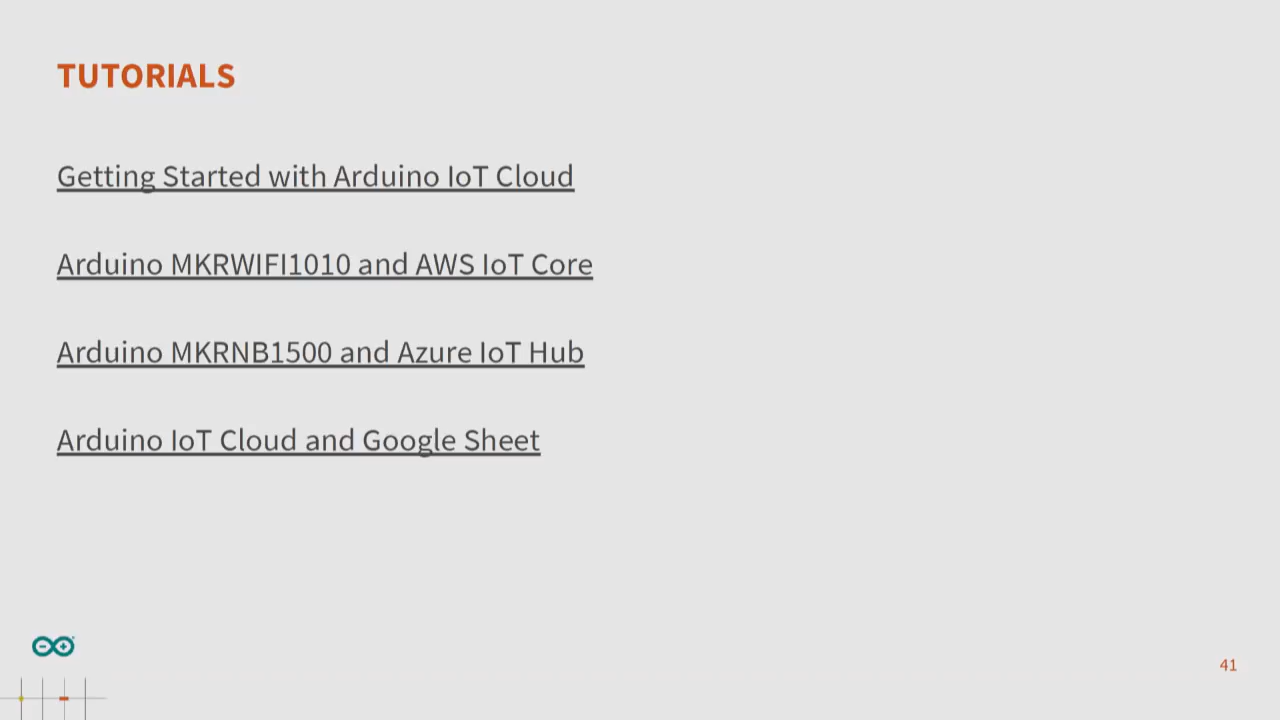 TUTORIALS
Getting Started with Arduino IoT Cloud
Arduino MKRWIFI1010 and AWS IoT Core
Arduino MKRNB1500 and Azure IoT Hub
Arduino IoT Cloud and Google Sheet
41